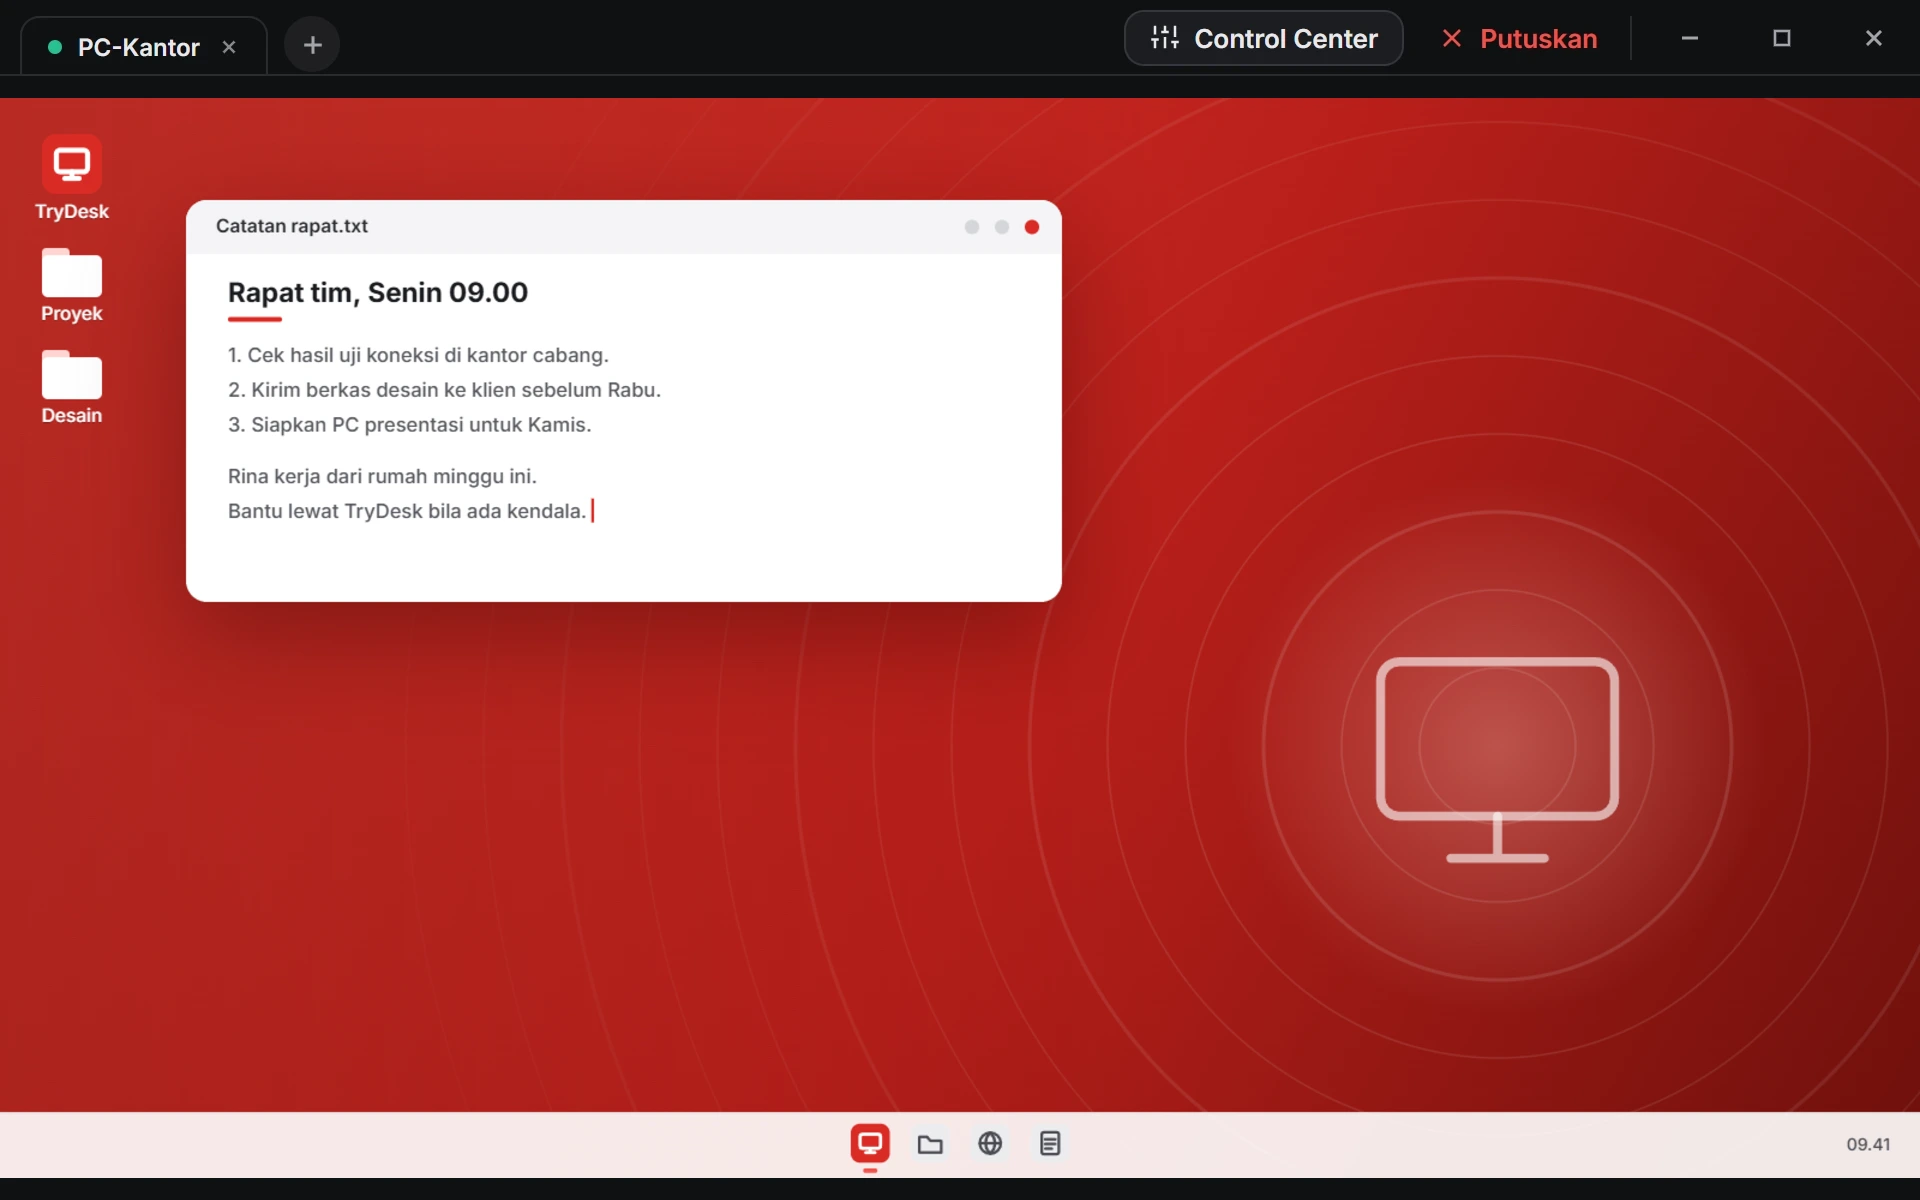 PC-Kantor
Control Center
Putuskan
TryDesk
Proyek
Desain
Catatan rapat.txt
Rapat tim, Senin 09.00
1. Cek hasil uji koneksi di kantor cabang.
2. Kirim berkas desain ke klien sebelum Rabu.
3. Siapkan PC presentasi untuk Kamis.
Rina kerja dari rumah minggu ini.
Bantu lewat TryDesk bila ada kendala.
09.41